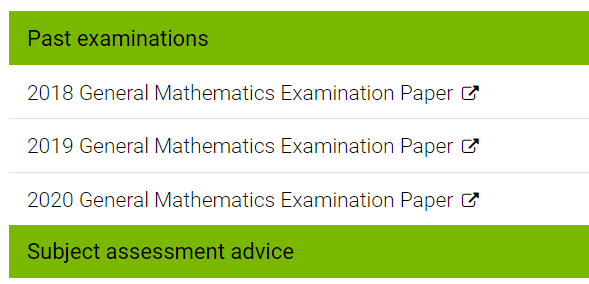 Past examinations
2018 General Mathematics Examination Paper
2019 General Mathematics Examination Paper
2020 General Mathematics Examination Paper
Subject assessment advice